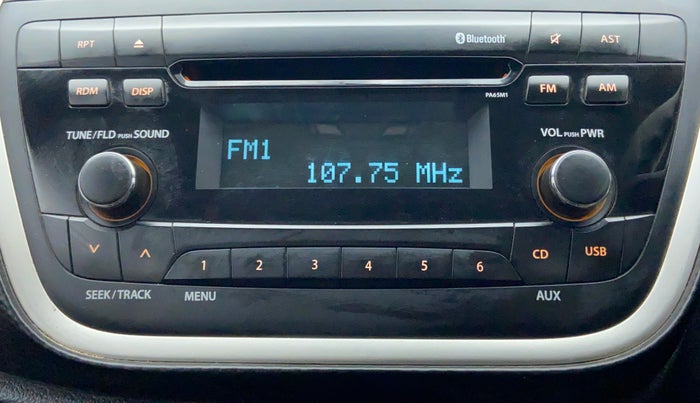 RPT
Bluetooth®
AST
RDM
DISP
PA65M1
FM
AM
TUNE/FLD PUSH SOUND
VOL PUSH PWR
FM1
107.75 MHz
1
2
3
4
5
6
CD
USB
SEEK/TRACK
MENU
AUX